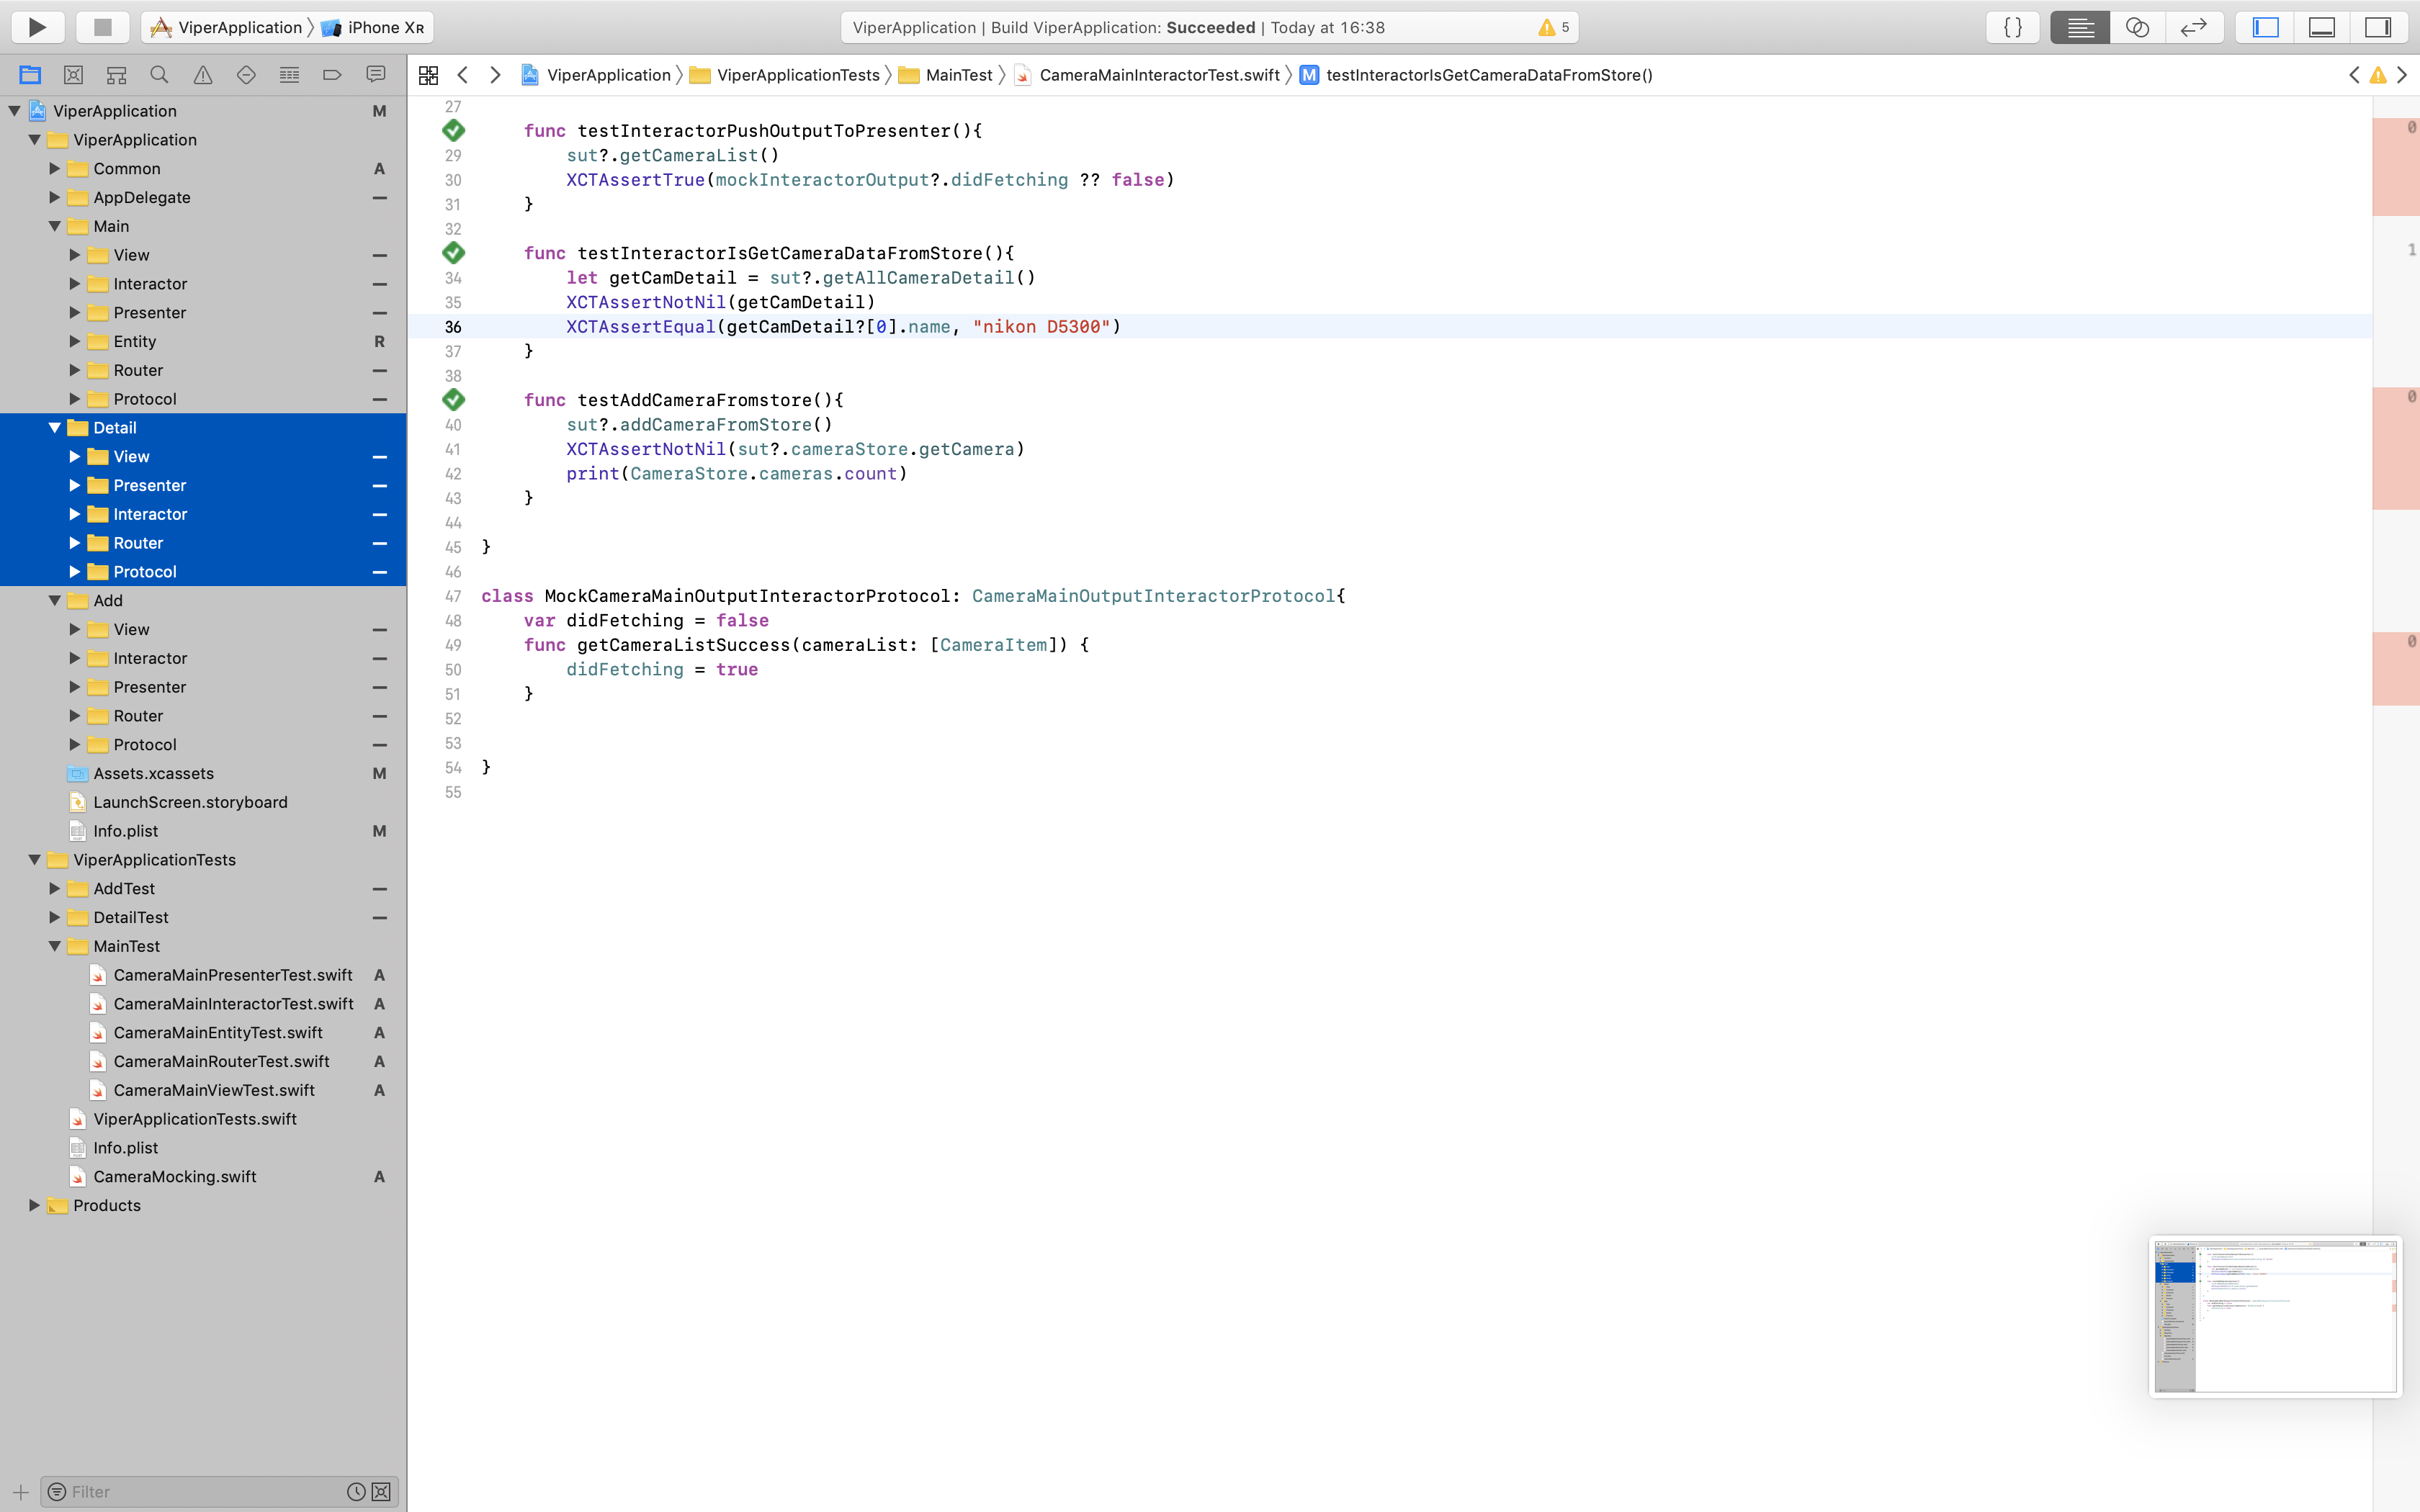 ViperApplication iPhone XR
ViperApplication | Build ViperApplication: Succeeded | Today at 16:38
5
{ }
ViperApplication ViperApplicationTests MainTest CameraMainInteractorTest.swift M testInteractorIsGetCameraDataFromStore()
ViperApplication M
ViperApplication
Common A
AppDelegate
Main
View
Interactor
Presenter
Entity R
Router
Protocol
Detail
View
Presenter
Interactor
Router
Protocol
Add
View
Interactor
Presenter
Router
Protocol
Assets.xcassets M
LaunchScreen.storyboard
Info.plist M
ViperApplicationTests
AddTest
DetailTest
MainTest
CameraMainPresenterTest.swift A
CameraMainInteractorTest.swift A
CameraMainEntityTest.swift A
CameraMainRouterTest.swift A
CameraMainViewTest.swift A
ViperApplicationTests.swift
Info.plist
CameraMocking.swift A
Products
Filter
27
func testInteractorPushOutputToPresenter(){ 0
29 sut?.getCameraList()
30 XCTAssertTrue(mockInteractorOutput?.didFetching ?? false)
31 }
32
func testInteractorIsGetCameraDataFromStore(){ 1
34 let getCamDetail = sut?.getAllCameraDetail()
35 XCTAssertNotNil(getCamDetail)
36 XCTAssertEqual(getCamDetail?[0].name, "nikon D5300")
37 }
38
func testAddCameraFromstore(){ 0
40 sut?.addCameraFromStore()
41 XCTAssertNotNil(sut?.cameraStore.getCamera)
42 print(CameraStore.cameras.count)
43 }
44
45 }
46
47 class MockCameraMainOutputInteractorProtocol: CameraMainOutputInteractorProtocol{
48 var didFetching = false
49 func getCameraListSuccess(cameraList: [CameraItem]) { 0
50 didFetching = true
51 }
52
53
54 }
55